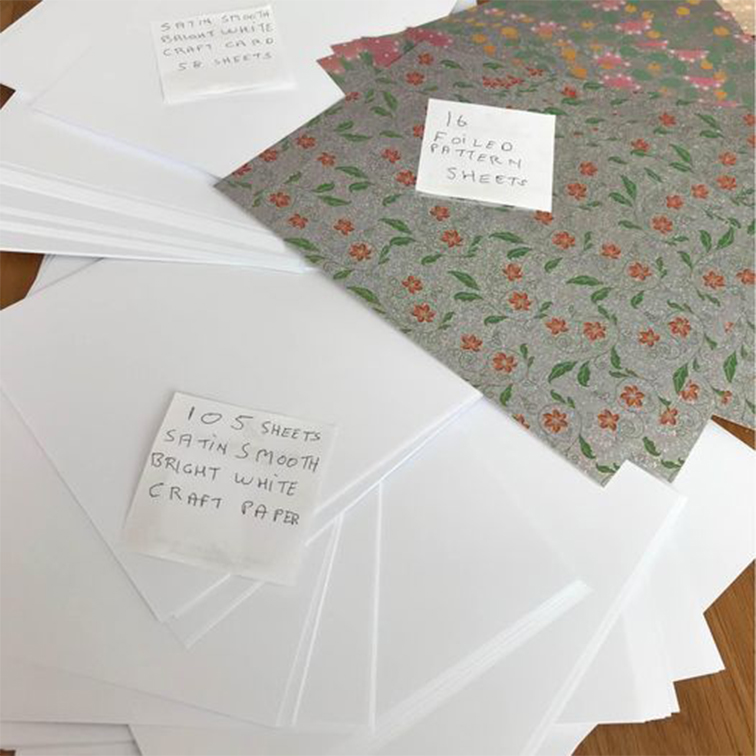 SATIN SMOOTH
BRIGHT WHITE
CRAFT CARD
58 SHEETS
16
FOILED
PATTERN
SHEETS
105 SHEETS
SATIN SMOOTH
BRIGHT WHITE
CRAFT PAPER